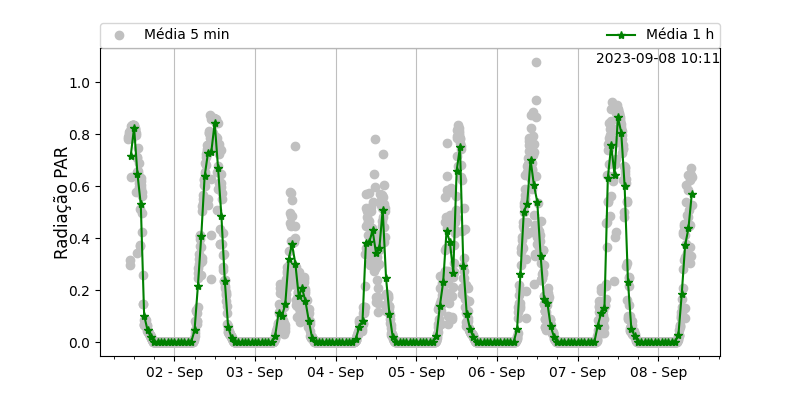 Média 5 min
Média 1 h
2023-09-08 10:11
Radiação PAR
1.0
0.8
0.6
0.4
0.2
0.0
02 - Sep
03 - Sep
04 - Sep
05 - Sep
06 - Sep
07 - Sep
08 - Sep